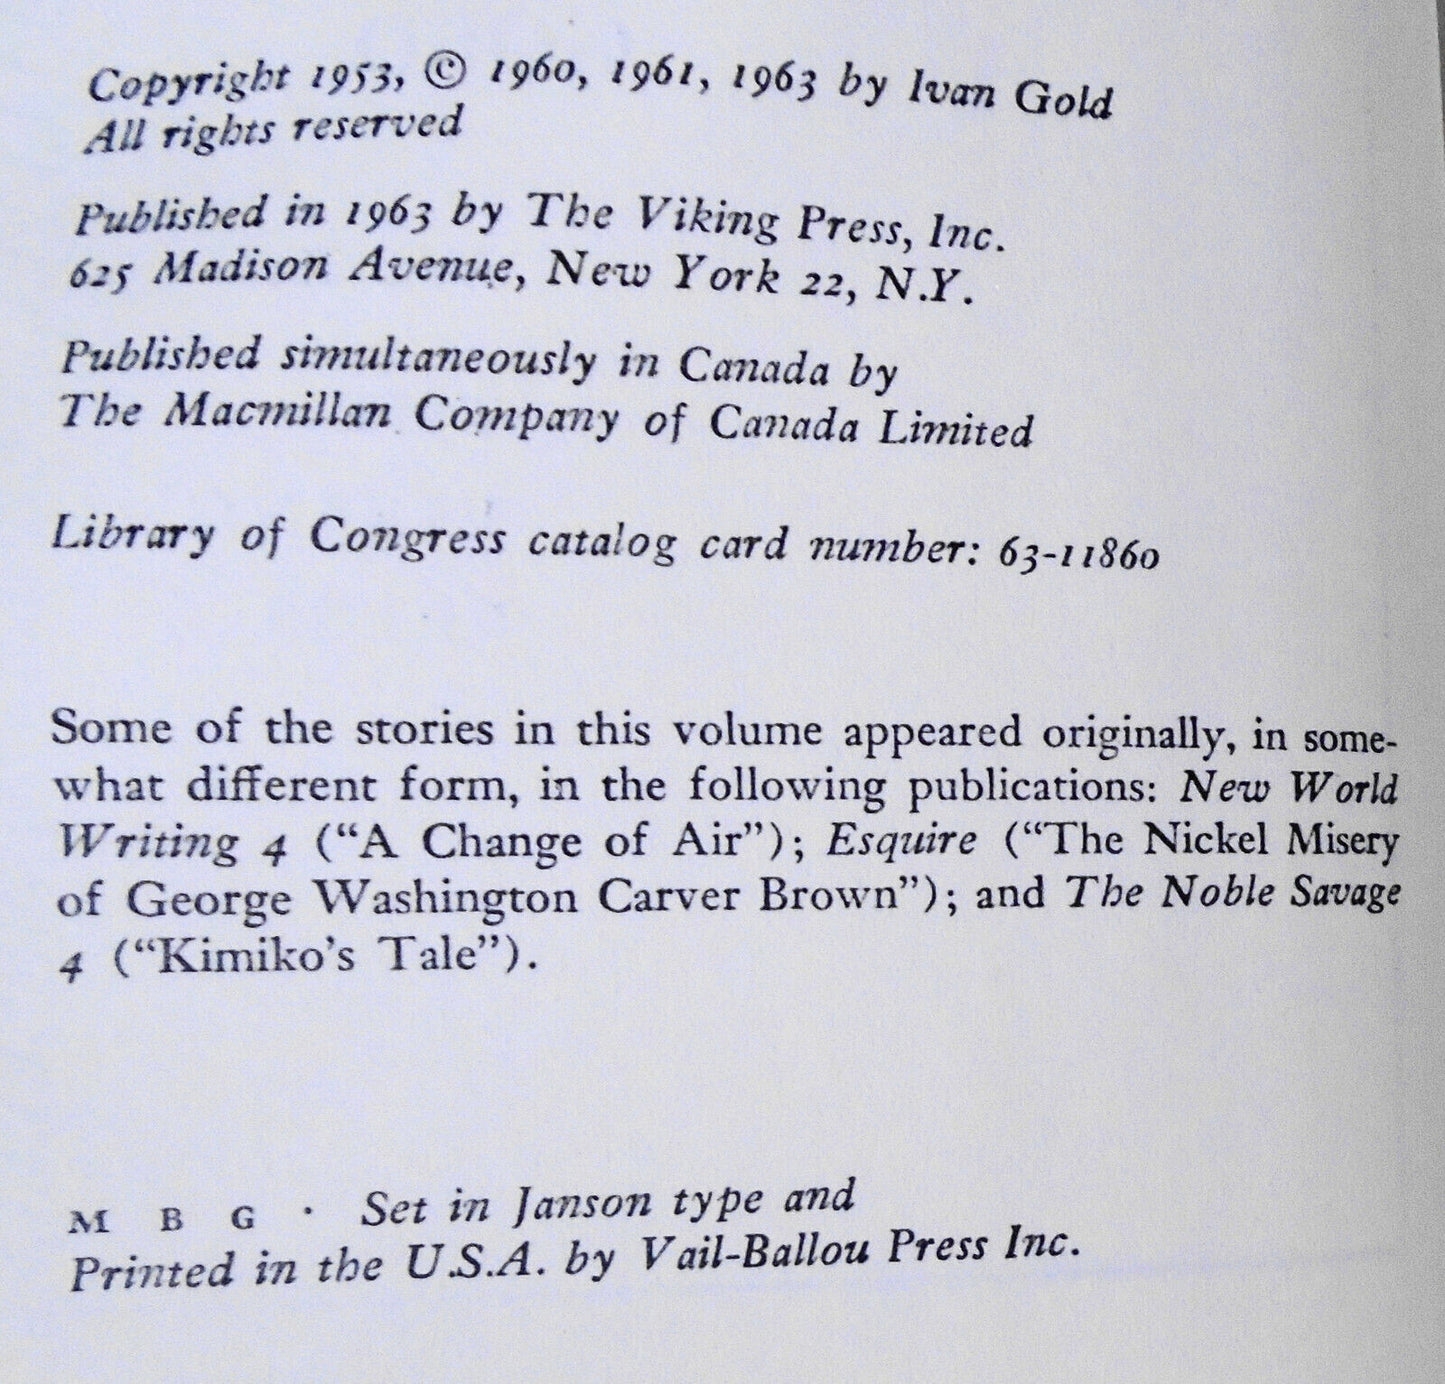 Copyright 1953, © 1960, 1961, 1963 by Ivan Gold
All rights reserved
Published in 1963 by The Viking Press, Inc.
625 Madison Avenue, New York 22, N.Y.
Published simultaneously in Canada by
The Macmillan Company of Canada Limited
Library of Congress catalog card number: 63-11860
Some of the stories in this volume appeared originally, in some-
what different form, in the following publications: New World
Writing 4 (“A Change of Air”); Esquire (“The Nickel Misery
of George Washington Carver Brown”); and The Noble Savage
4 (“Kimiko’s Tale”).
M B G · Set in Janson type and
Printed in the U.S.A. by Vail-Ballou Press Inc.